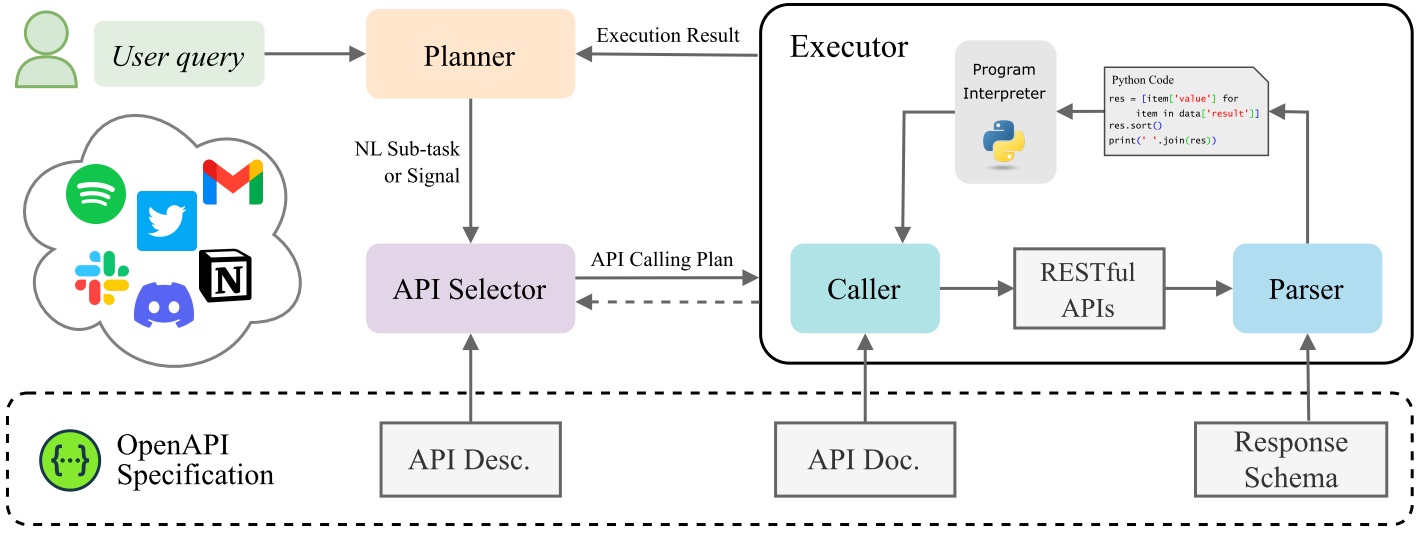 User query
Planner
Execution Result
Executor
Program
Interpreter
Python Code
res = [item['value'] for
item in data['result']]
res.sort()
print(' '.join(res))
NL Sub-task
or Signal
API Selector
API Calling Plan
Caller
RESTful
APIs
Parser
N
{···}
OpenAPI
Specification
API Desc.
API Doc.
Response
Schema